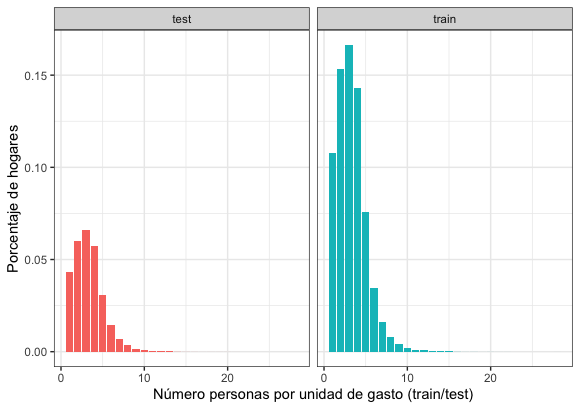 test
train
Porcentaje de hogares
0.15
0.10
0.05
0.00
0
10
20
0
10
20
Número personas por unidad de gasto (train/test)